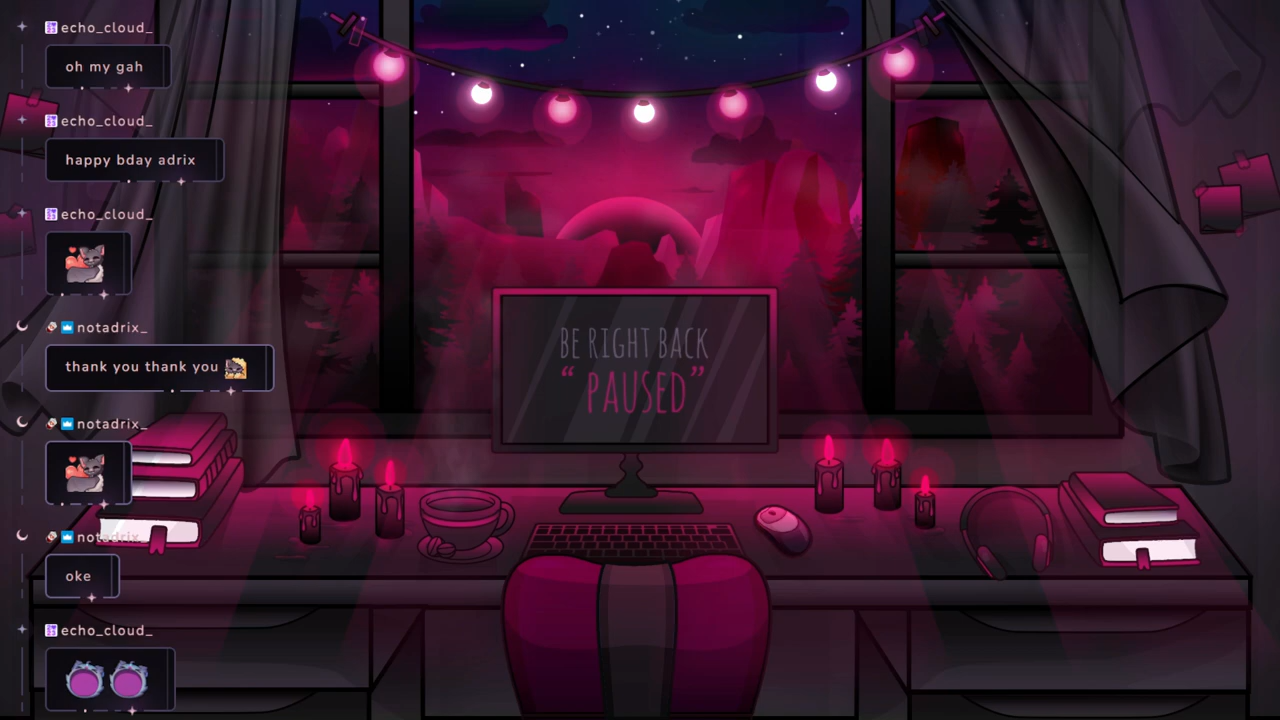 echo_cloud_
oh my gah
echo_cloud_
happy bday adrix
echo_cloud_
notadrix_
thank you thank you
notadrix_
notadrix_
oke
echo_cloud_
BE RIGHT BACK
“ PAUSED”